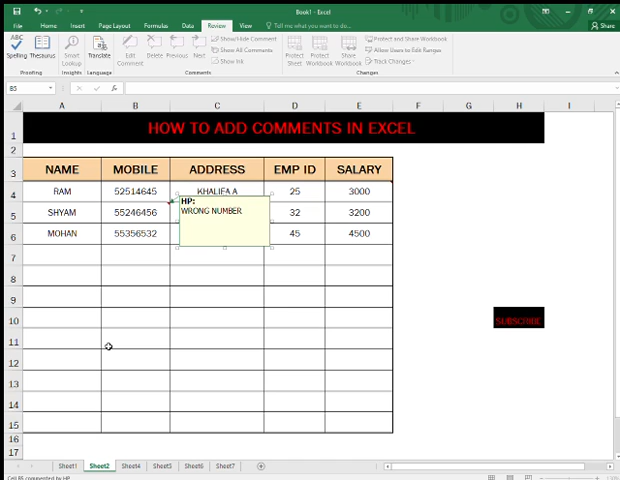 Book1 - Excel
File Home Insert Page Layout Formulas Data Review View Tell me what you want to do... Share
Spelling Thesaurus Smart Lookup Translate Edit Comment Delete Previous Next Show/Hide Comment Show All Comments Show Ink Protect Sheet Protect Workbook Share Workbook Protect and Share Workbook Allow Users to Edit Ranges Track Changes
Proofing Insights Language Comments Changes
B5
A B C D E F G H I
1 HOW TO ADD COMMENTS IN EXCEL
2
3 NAME MOBILE ADDRESS EMP ID SALARY
4 RAM 52514645 KHALIFA A 25 3000
HP:
WRONG NUMBER
5 SHYAM 55246456 32 3200
6 MOHAN 55356532 45 4500
7
8
9
10 SUBSCRIBE
11
12
13
14
15
16
17
Sheet1 Sheet2 Sheet4 Sheet3 Sheet5 Sheet6 Sheet7
Cell B5 commented by HP